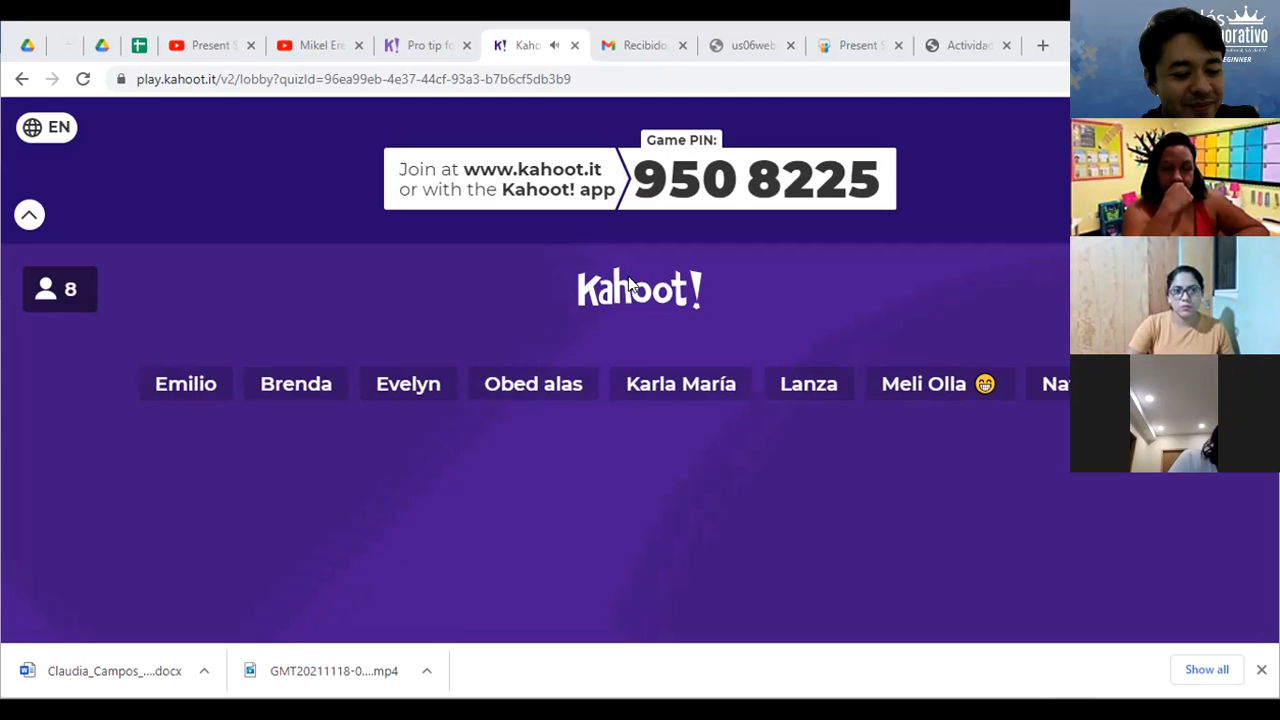 Present S
Mikel Ere
Pro tip fo
Kaho
Recibido
us06web
Present S
Actividad
play.kahoot.it/v2/lobby?quizId=96ea99eb-4e37-44cf-93a3-b7b6cf5db3b9
EN
Game PIN:
Join at www.kahoot.it
or with the Kahoot! app
950 8225
8
Kahoot!
Emilio Brenda Evelyn Obed alas Karla María Lanza Meli Olla 😁
Claudia_Campos_....docx
GMT20211118-0....mp4
Show all